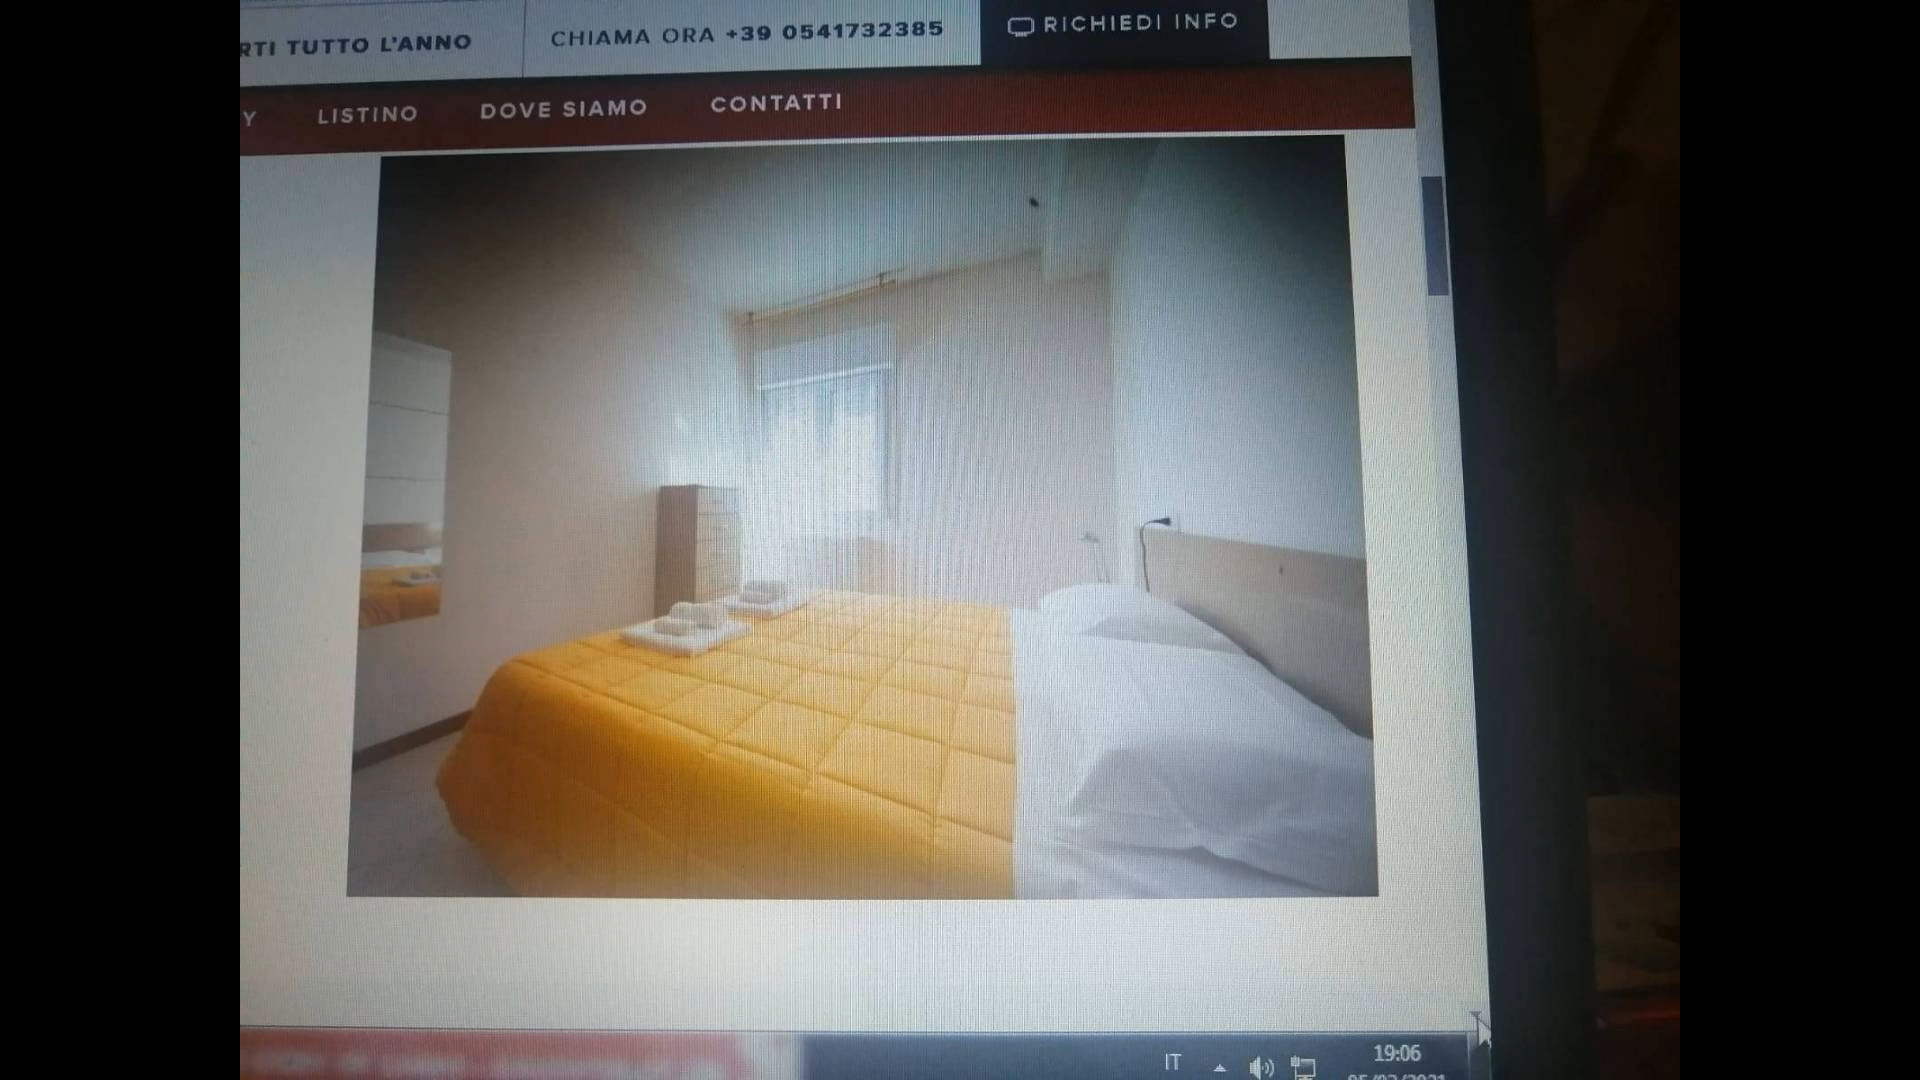 RTI TUTTO L'ANNO
CHIAMA ORA +39 0541732385
RICHIEDI INFO
Y LISTINO DOVE SIAMO CONTATTI
IT
19:06